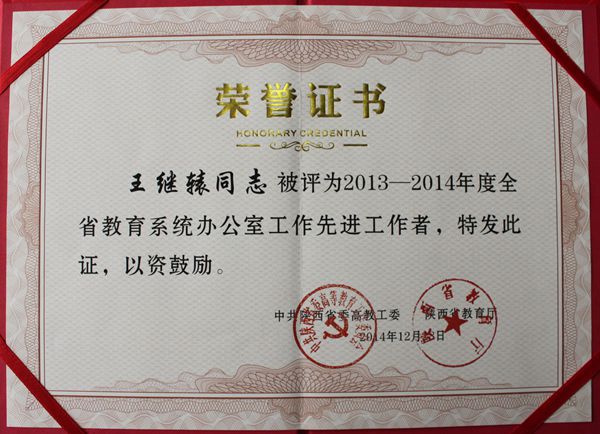 荣誉证书
HONORARY CREDENTIAL
王继辕同志 被评为2013—2014年度全
省教育系统办公室工作先进工作者，特发此
证，以资鼓励。
中共陕西省委高教工委 陕西省教育厅
2014年12月 日